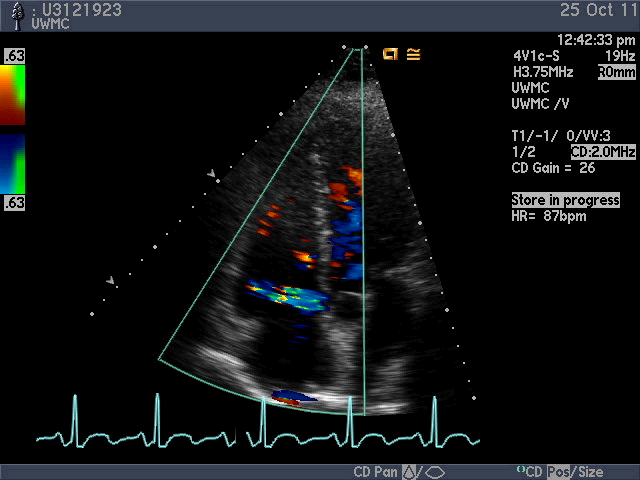 : U3121923
25 Oct 11
UWMC
12:42:33 pm
4V1c-S 19Hz
H3.75MHz R0mm
UWMC
UWMC /V
T1/-1/ 0/VV:3
1/2 CD:2.0MHz
CD Gain = 26
Store in progress
HR= 87bpm
.63
.63
CD Pan
CD Pos/Size